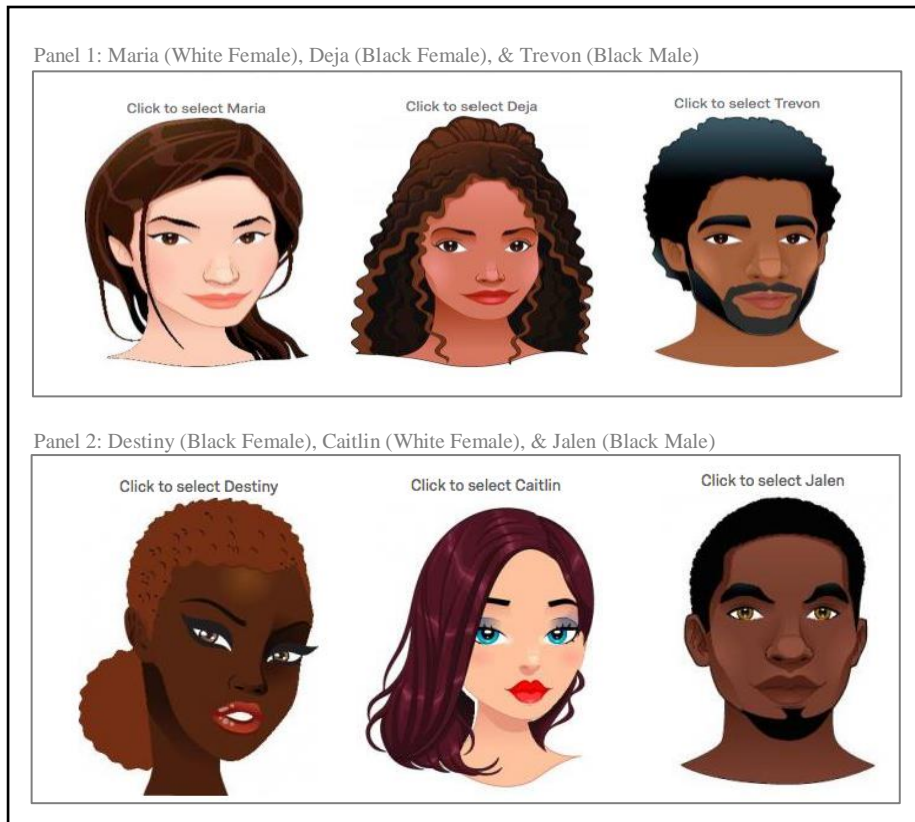 Panel 1: Maria (White Female), Deja (Black Female), & Trevon (Black Male)
Click to select Maria
Click to select Deja
Click to select Trevon
Panel 2: Destiny (Black Female), Caitlin (White Female), & Jalen (Black Male)
Click to select Destiny
Click to select Caitlin
Click to select Jalen